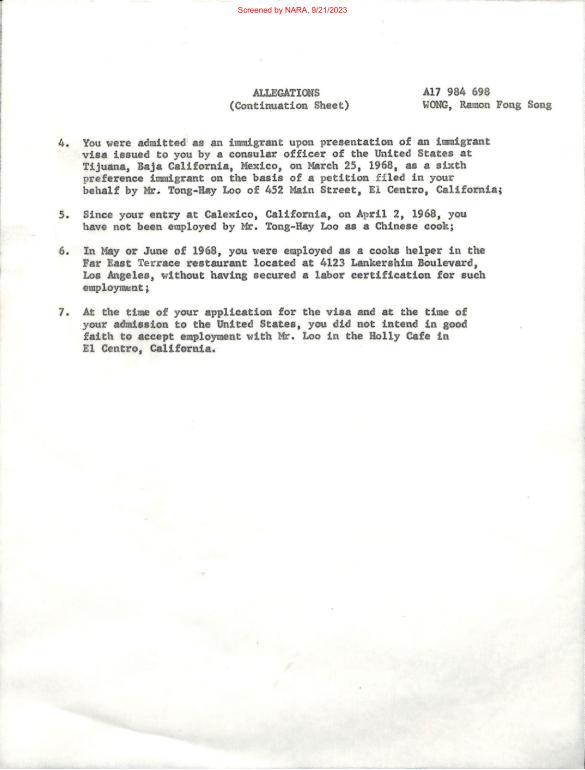 Screened by NARA, 9/21/2023
ALLEGATIONS
(Continuation Sheet)
A17 984 698
WONG, Ramon Fong Song
4. You were admitted as an immigrant upon presentation of an immigrant
visa issued to you by a consular officer of the United States at
Tijuana, Baja California, Mexico, on March 25, 1968, as a sixth
preference immigrant on the basis of a petition filed in your
behalf by Mr. Tong-Hay Loo of 452 Main Street, El Centro, California;
5. Since your entry at Calexico, California, on April 2, 1968, you
have not been employed by Mr. Tong-Hay Loo as a Chinese cook;
6. In May or June of 1968, you were employed as a cooks helper in the
Far East Terrace restaurant located at 4123 Lankershim Boulevard,
Los Angeles, without having secured a labor certification for such
employment;
7. At the time of your application for the visa and at the time of
your admission to the United States, you did not intend in good
faith to accept employment with Mr. Loo in the Holly Cafe in
El Centro, California.